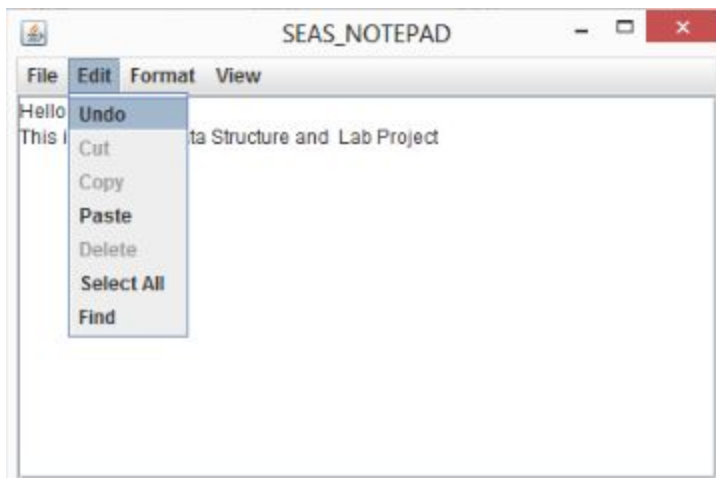 SEAS_NOTEPAD
File Edit Format View
Hello
This i ta Structure and Lab Project
Undo
Cut
Copy
Paste
Delete
Select All
Find